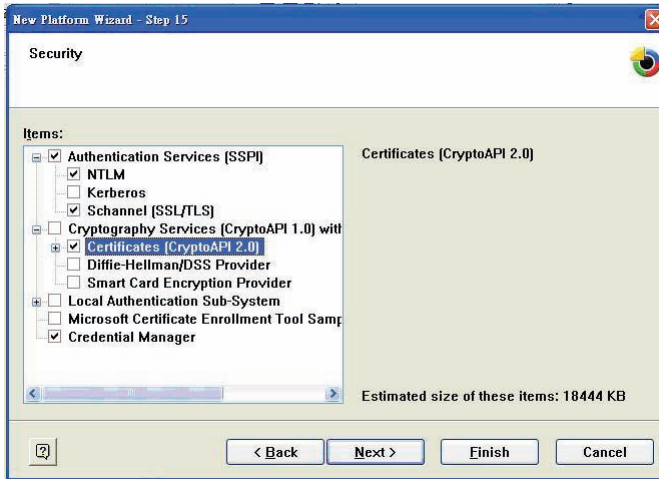 New Platform Wizard - Step 15
Security
Items:
Authentication Services (SSPI)
NTLM
Kerberos
Schannel (SSL/TLS)
Cryptography Services (CryptoAPI 1.0) with
Certificates (CryptoAPI 2.0)
Diffie-Hellman/DSS Provider
Smart Card Encryption Provider
Local Authentication Sub-System
Microsoft Certificate Enrollment Tool Samp
Credential Manager
Certificates (CryptoAPI 2.0)
Estimated size of these items: 18444 KB
< Back
Next >
Finish
Cancel